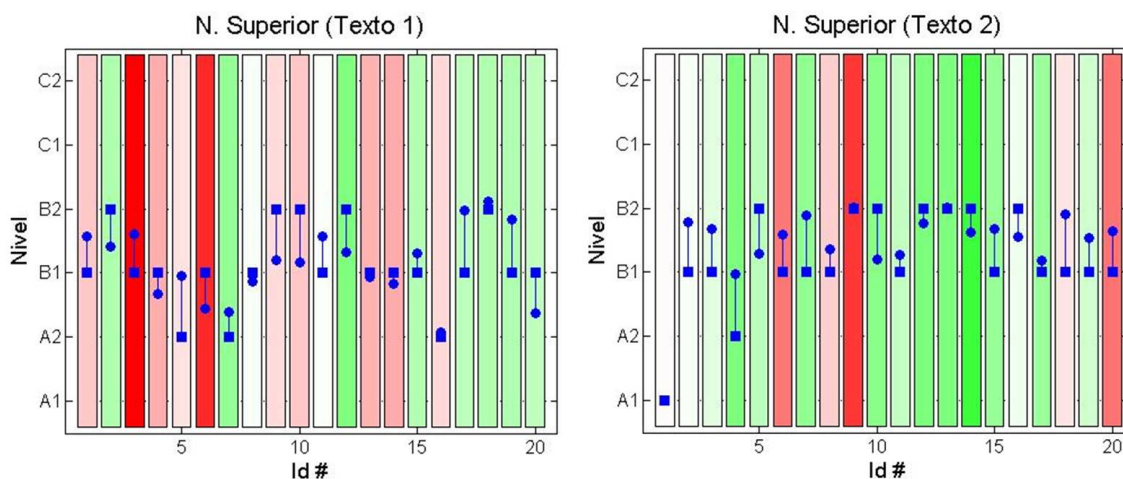 N. Superior (Texto 1)
Nivel
C2
C1
B2
B1
A2
A1
5
10
15
20
Id #
N. Superior (Texto 2)
Nivel
C2
C1
B2
B1
A2
A1
5
10
15
20
Id #